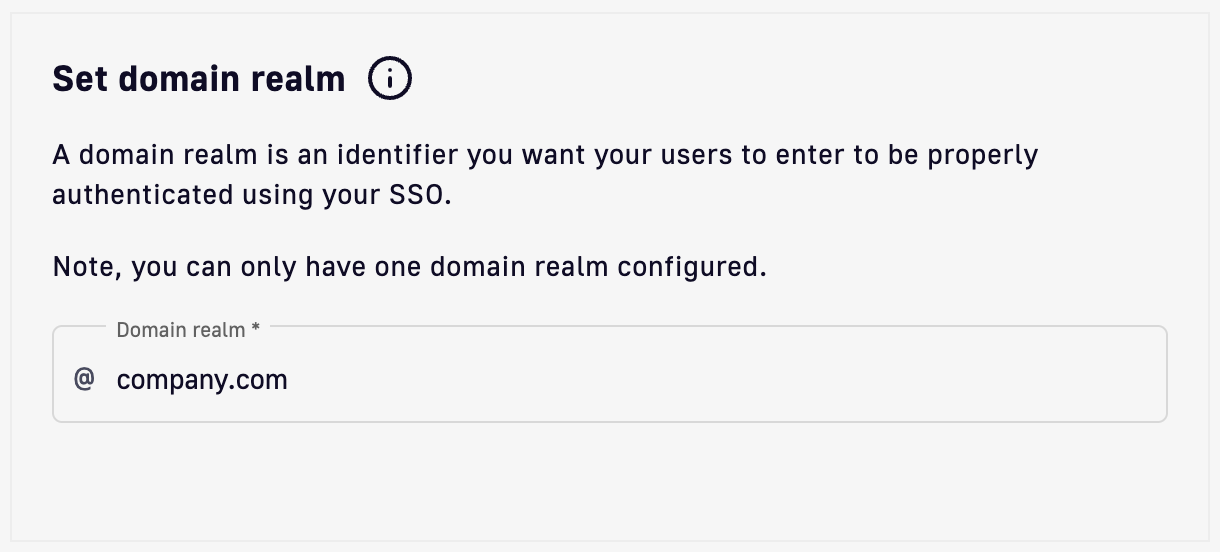 Set domain realm
A domain realm is an identifier you want your users to enter to be properly
authenticated using your SSO.
Note, you can only have one domain realm configured.
Domain realm *
@ company.com